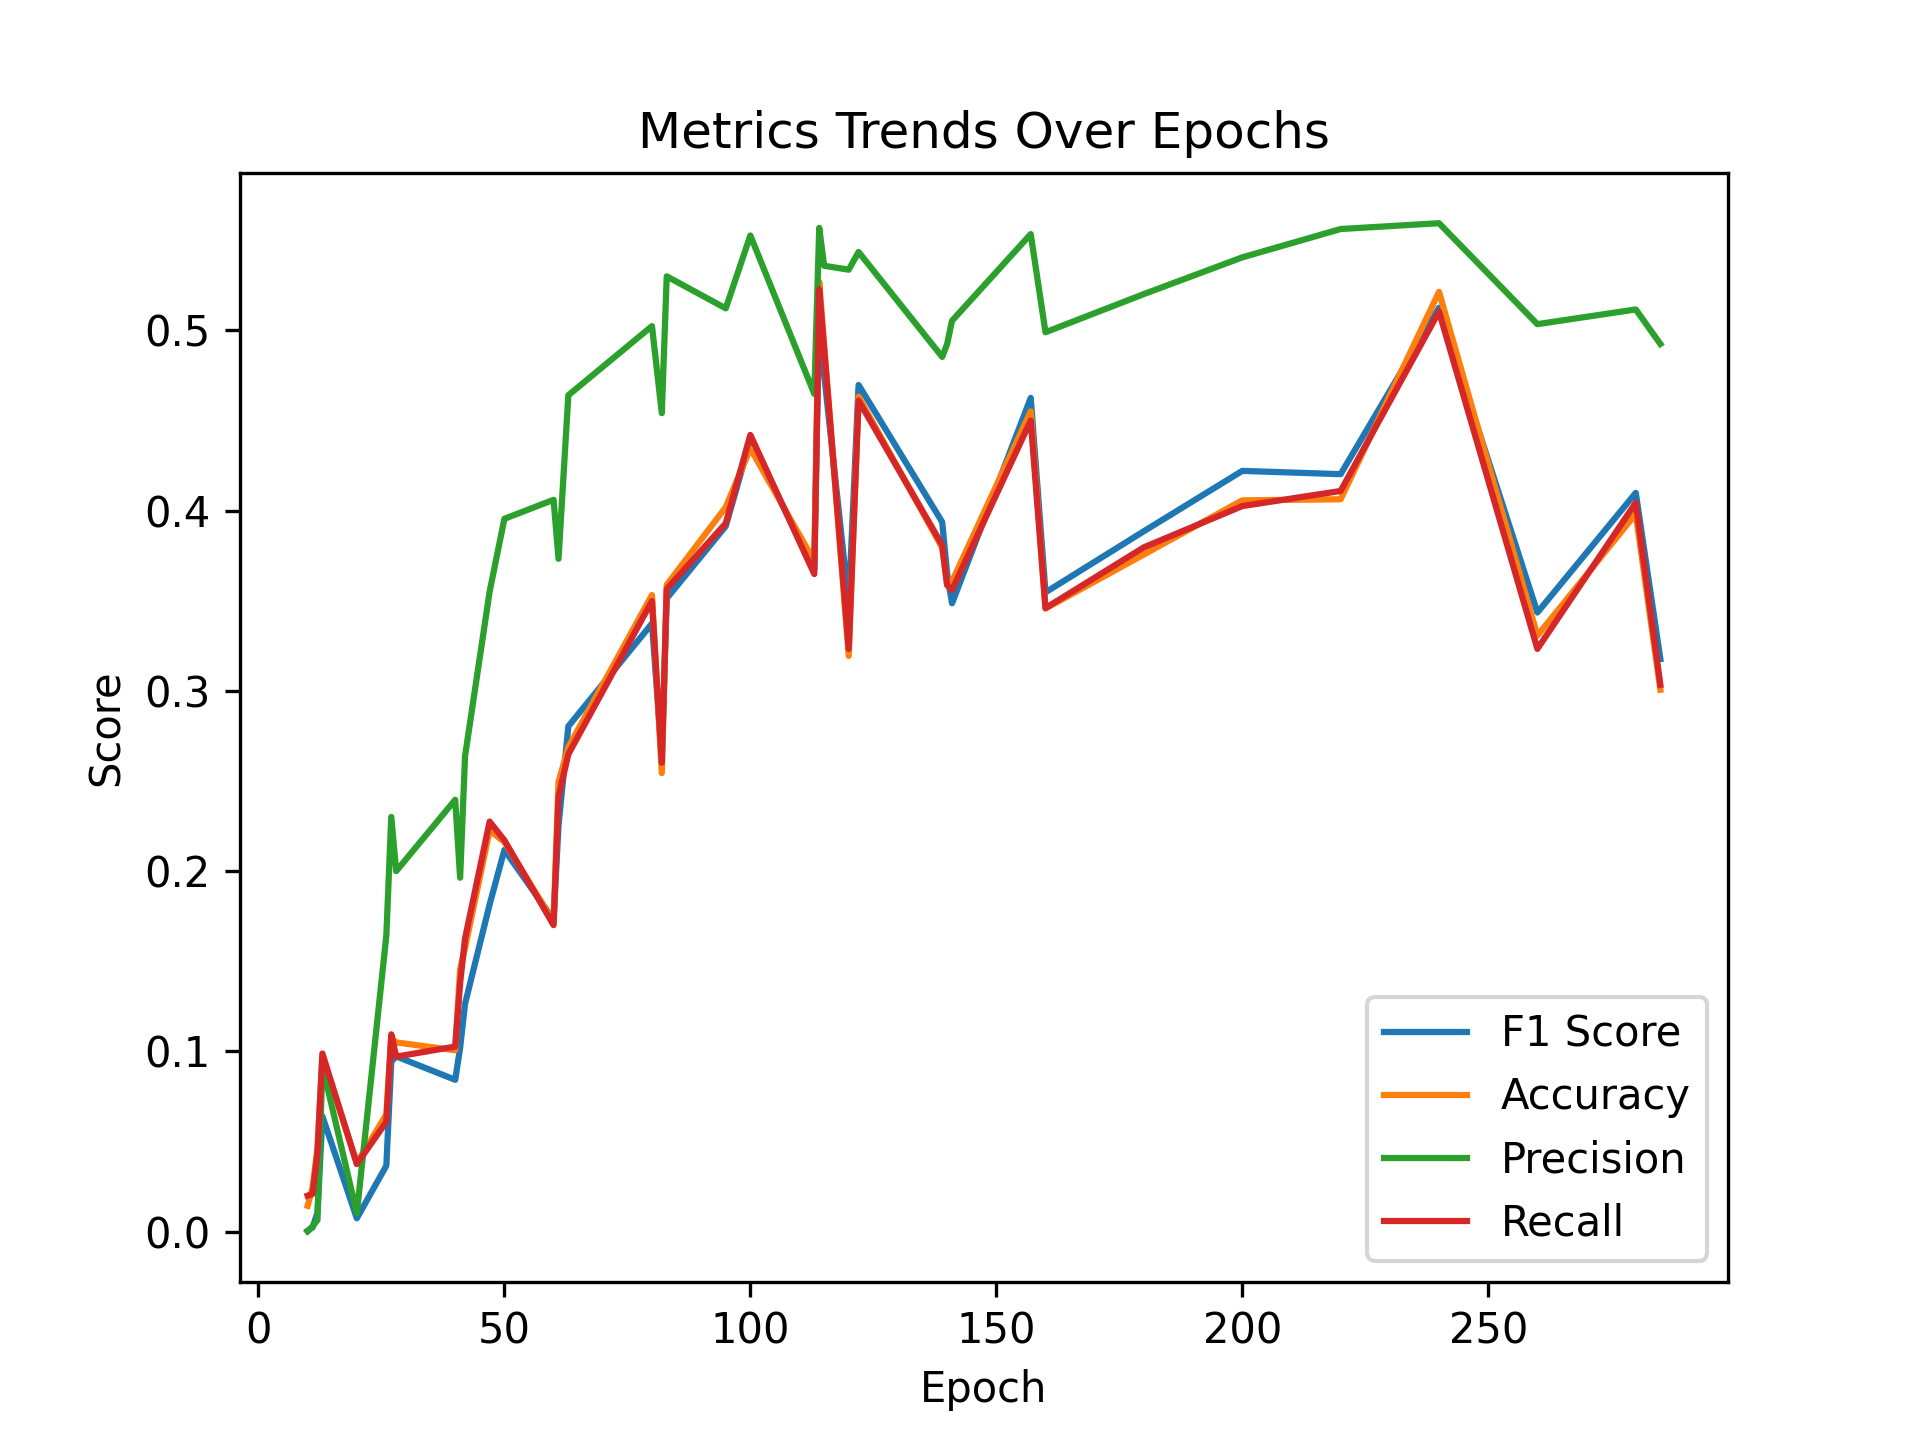 Metrics Trends Over Epochs
Score
0.5
0.4
0.3
0.2
0.1
0.0
0 50 100 150 200 250
Epoch
F1 Score
Accuracy
Precision
Recall